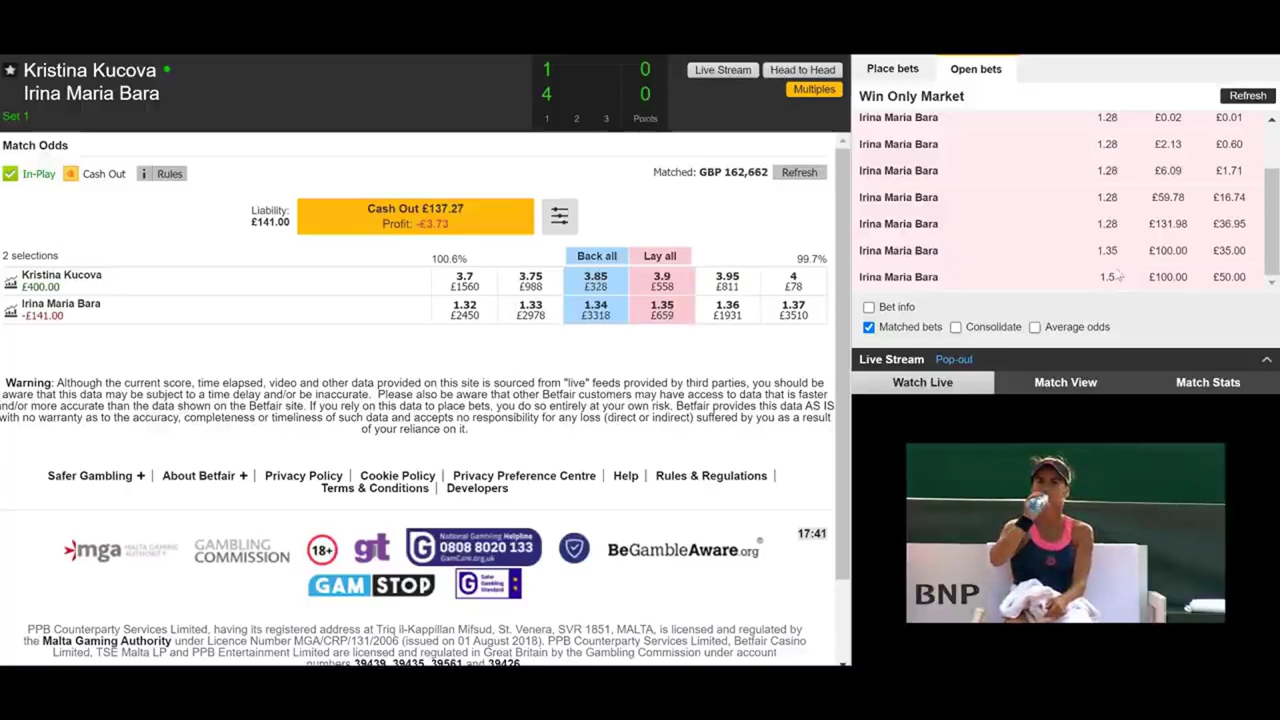 Kristina Kucova
Irina Maria Bara
Set 1
1 0
4 0
1 2 3 Points
Live Stream Head to Head
Multiples
Match Odds
In-Play Cash Out i Rules
Matched: GBP 162,662 Refresh
Liability:
£141.00
Cash Out £137.27
Profit: -£3.73
2 selections 100.6% Back all Lay all 99.7%
Kristina Kucova 3.7 3.75 3.85 3.9 3.95 4
£400.00 £1560 £988 £328 £558 £811 £78
Irina Maria Bara 1.32 1.33 1.34 1.35 1.36 1.37
-£141.00 £2450 £2978 £3318 £659 £1931 £3510
Warning: Although the current score, time elapsed, video and other data provided on this site is sourced from "live" feeds provided by third parties, you should
be aware that this data may be subject to a time delay and/or be inaccurate. Please also be aware that other Betfair customers may have access to data that is faster
and/or more accurate than the data shown on the Betfair site. If you rely on this data to place bets, you do so entirely at your own risk. Betfair provides this data AS IS
with no warranty as to the accuracy, completeness or timeliness of such data and accepts no responsibility for any loss (direct or indirect) suffered by you as a result
of your reliance on it.
Safer Gambling + | About Betfair + | Privacy Policy | Cookie Policy | Privacy Preference Centre | Help | Rules & Regulations |
Terms & Conditions | Developers
17:41
mga MALTA GAMING AUTHORITY
GAMBLING COMMISSION
18+
gt
National Gambling Helpline
0808 8020 133
GamCare.org.uk
BeGambleAware.org®
GAMSTOP
Safer Gambling Standard
PPB Counterparty Services Limited, having its registered address at Triq il-Kappillan Mifsud, St. Venera, SVR 1851, MALTA, is licensed and regulated by
the Malta Gaming Authority under Licence Number MGA/CRP/131/2006 (issued on 01 August 2018). PPB Counterparty Services Limited, Betfair Casino
Limited, TSE Malta LP and PPB Entertainment Limited are licensed and regulated in Great Britain by the Gambling Commission under account
numbers 39439, 39435, 39561 and 39426.
Place bets Open bets
Win Only Market Refresh
Irina Maria Bara 1.28 £0.02 £0.01
Irina Maria Bara 1.28 £2.13 £0.60
Irina Maria Bara 1.28 £6.09 £1.71
Irina Maria Bara 1.28 £59.78 £16.74
Irina Maria Bara 1.28 £131.98 £36.95
Irina Maria Bara 1.35 £100.00 £35.00
Irina Maria Bara 1.5 £100.00 £50.00
Bet info
Matched bets Consolidate Average odds
Live Stream Pop-out
Watch Live Match View Match Stats
BNP